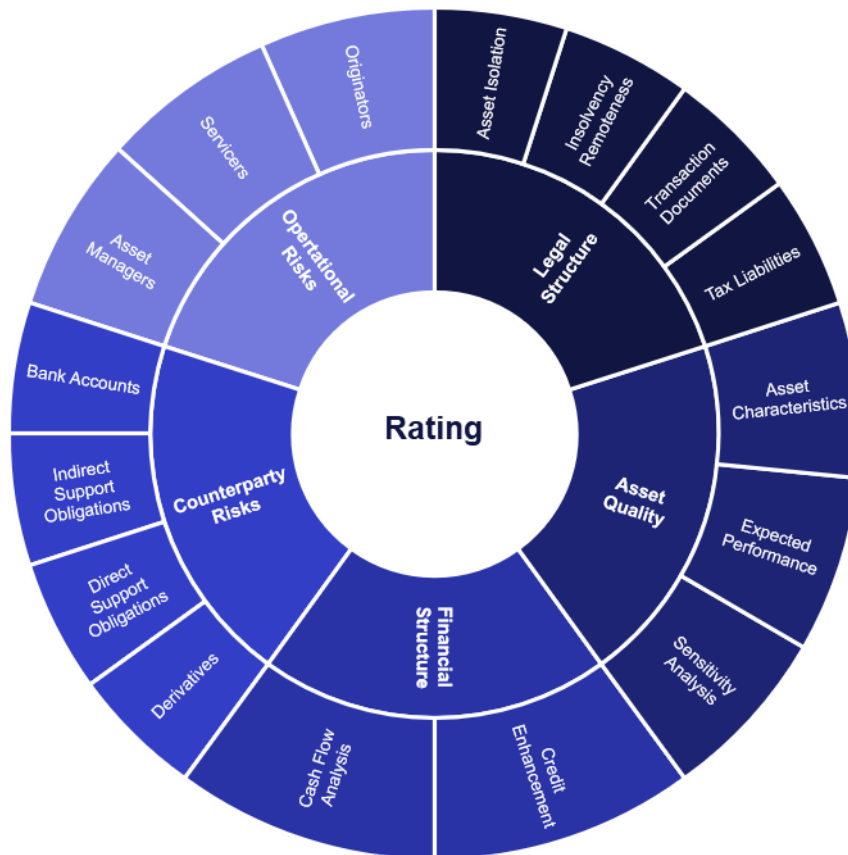 Rating
Legal
Structure
Asset Isolation
Insolvency
Remoteness
Transaction
Documents
Tax Liabilities
Asset
Quality
Asset
Characteristics
Expected
Performance
Sensitivity
Analysis
Financial
Structure
Credit
Enhancement
Cash Flow
Analysis
Counterparty
Risks
Derivatives
Direct
Support
Obligations
Indirect
Support
Obligations
Bank Accounts
Opertational
Risks
Asset
Managers
Servicers
Originators